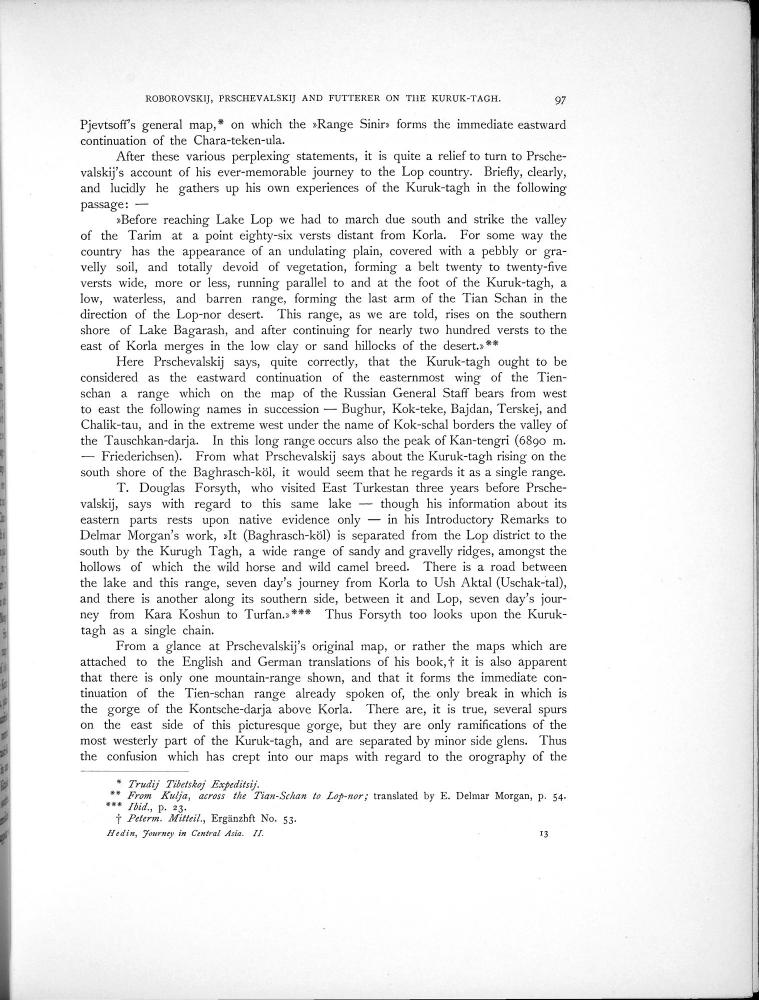 ROBOROVSKIJ, PRSCHEVALSKIJ AND FUTTERER ON THE KURUK-TAGH. 97
Pjevtsoff's general map,* on which the »Range Sinir» forms the immediate eastward
continuation of the Chara-teken-ula.
After these various perplexing statements, it is quite a relief to turn to Prsche-
valskij's account of his ever-memorable journey to the Lop country. Briefly, clearly,
and lucidly he gathers up his own experiences of the Kuruk-tagh in the following
passage: —
»Before reaching Lake Lop we had to march due south and strike the valley
of the Tarim at a point eighty-six versts distant from Korla. For some way the
country has the appearance of an undulating plain, covered with a pebbly or gra-
velly soil, and totally devoid of vegetation, forming a belt twenty to twenty-five
versts wide, more or less, running parallel to and at the foot of the Kuruk-tagh, a
low, waterless, and barren range, forming the last arm of the Tian Schan in the
direction of the Lop-nor desert. This range, as we are told, rises on the southern
shore of Lake Bagarash, and after continuing for nearly two hundred versts to the
east of Korla merges in the low clay or sand hillocks of the desert.»**
Here Prschevalskij says, quite correctly, that the Kuruk-tagh ought to be
considered as the eastward continuation of the easternmost wing of the Tien-
schan a range which on the map of the Russian General Staff bears from west
to east the following names in succession — Bughur, Kok-teke, Bajdan, Terskej, and
Chalik-tau, and in the extreme west under the name of Kok-schal borders the valley of
the Tauschkan-darja. In this long range occurs also the peak of Kan-tengri (6890 m.
— Friederichsen). From what Prschevalskij says about the Kuruk-tagh rising on the
south shore of the Baghrasch-köl, it would seem that he regards it as a single range.
T. Douglas Forsyth, who visited East Turkestan three years before Prsche-
valskij, says with regard to this same lake — though his information about its
eastern parts rests upon native evidence only — in his Introductory Remarks to
Delmar Morgan's work, »It (Baghrasch-köl) is separated from the Lop district to the
south by the Kurugh Tagh, a wide range of sandy and gravelly ridges, amongst the
hollows of which the wild horse and wild camel breed. There is a road between
the lake and this range, seven day's journey from Korla to Ush Aktal (Uschak-tal),
and there is another along its southern side, between it and Lop, seven day's jour-
ney from Kara Koshun to Turfan.»*** Thus Forsyth too looks upon the Kuruk-
tagh as a single chain.
From a glance at Prschevalskij's original map, or rather the maps which are
attached to the English and German translations of his book,† it is also apparent
that there is only one mountain-range shown, and that it forms the immediate con-
tinuation of the Tien-schan range already spoken of, the only break in which is
the gorge of the Kontsche-darja above Korla. There are, it is true, several spurs
on the east side of this picturesque gorge, but they are only ramifications of the
most westerly part of the Kuruk-tagh, and are separated by minor side glens. Thus
the confusion which has crept into our maps with regard to the orography of the
* Trudij Tibetskoj Expeditsij.
** From Kulja, across the Tian-Schan to Lop-nor; translated by E. Delmar Morgan, p. 54.
*** Ibid., p. 23.
† Peterm. Mitteil., Ergänzhft No. 53.
Hedin, Journey in Central Asia. II. 13